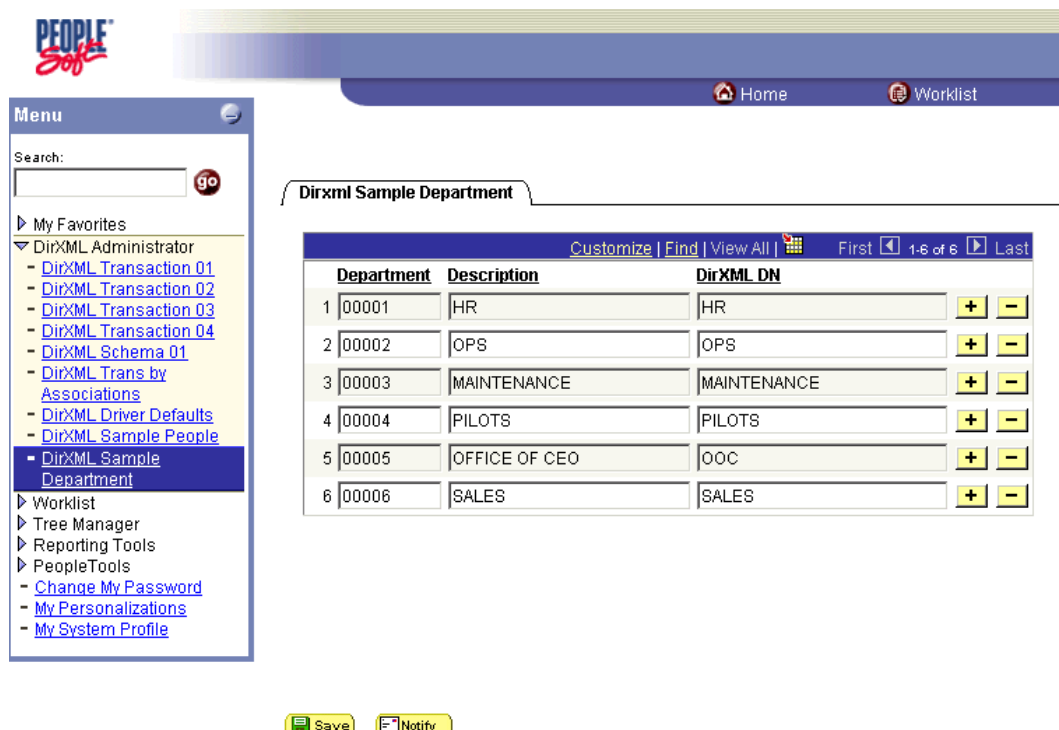 PEOPLE
Soft
Home
Worklist
Menu
Search:
go
My Favorites
DirXML Administrator
- DirXML Transaction 01
- DirXML Transaction 02
- DirXML Transaction 03
- DirXML Transaction 04
- DirXML Schema 01
- DirXML Trans by
Associations
- DirXML Driver Defaults
- DirXML Sample People
- DirXML Sample
Department
Worklist
Tree Manager
Reporting Tools
PeopleTools
- Change My Password
- My Personalizations
- My System Profile
Dirxml Sample Department
Customize | Find | View All | First 1-6 of 6 Last
Department Description DirXML DN
1 00001 HR HR + -
2 00002 OPS OPS + -
3 00003 MAINTENANCE MAINTENANCE + -
4 00004 PILOTS PILOTS + -
5 00005 OFFICE OF CEO OOC + -
6 00006 SALES SALES + -
Save Notify